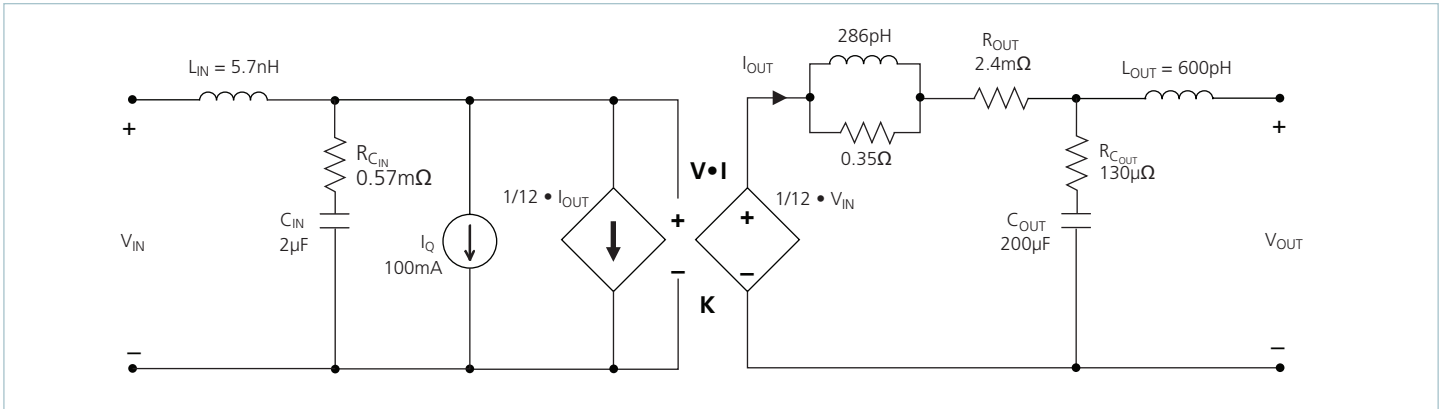 L_IN = 5.7nH
+
–
V_IN
R_C_IN
0.57mΩ
C_IN
2µF
I_Q
100mA
1/12 • I_OUT
V•I
+
–
K
+
–
1/12 • V_IN
I_OUT
286pH
0.35Ω
R_OUT
2.4mΩ
L_OUT = 600pH
R_C_OUT
130µΩ
C_OUT
200µF
+
–
V_OUT